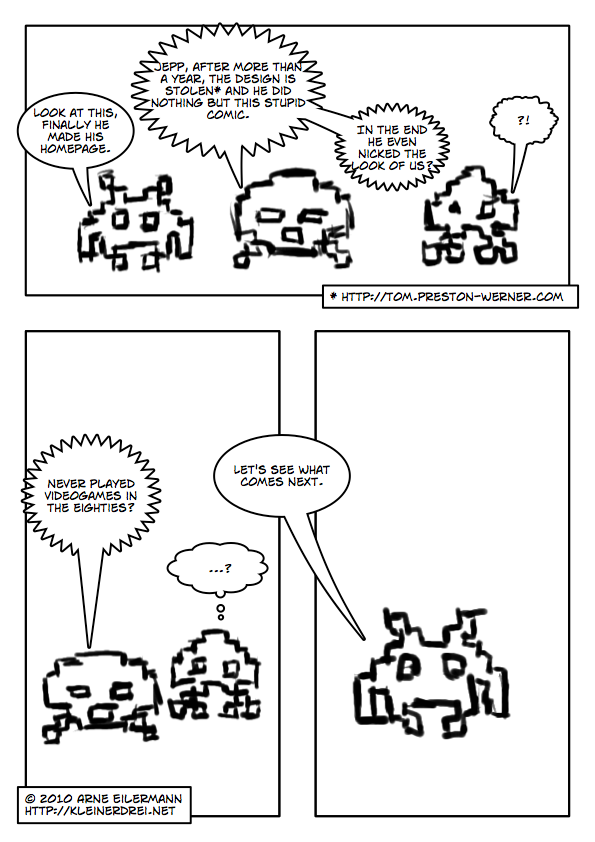 LOOK AT THIS,
FINALLY HE
MADE HIS
HOMEPAGE.
JEPP, AFTER MORE THAN
A YEAR, THE DESIGN IS
STOLEN* AND HE DID
NOTHING BUT THIS STUPID
COMIC.
IN THE END
HE EVEN
NICKED THE
LOOK OF US?
?!
* HTTP://TOM.PRESTON-WERNER.COM
NEVER PLAYED
VIDEOGAMES IN
THE EIGHTIES?
...?
LET'S SEE WHAT
COMES NEXT.
© 2010 ARNE EILERMANN
HTTP://KLEINERDREI.NET